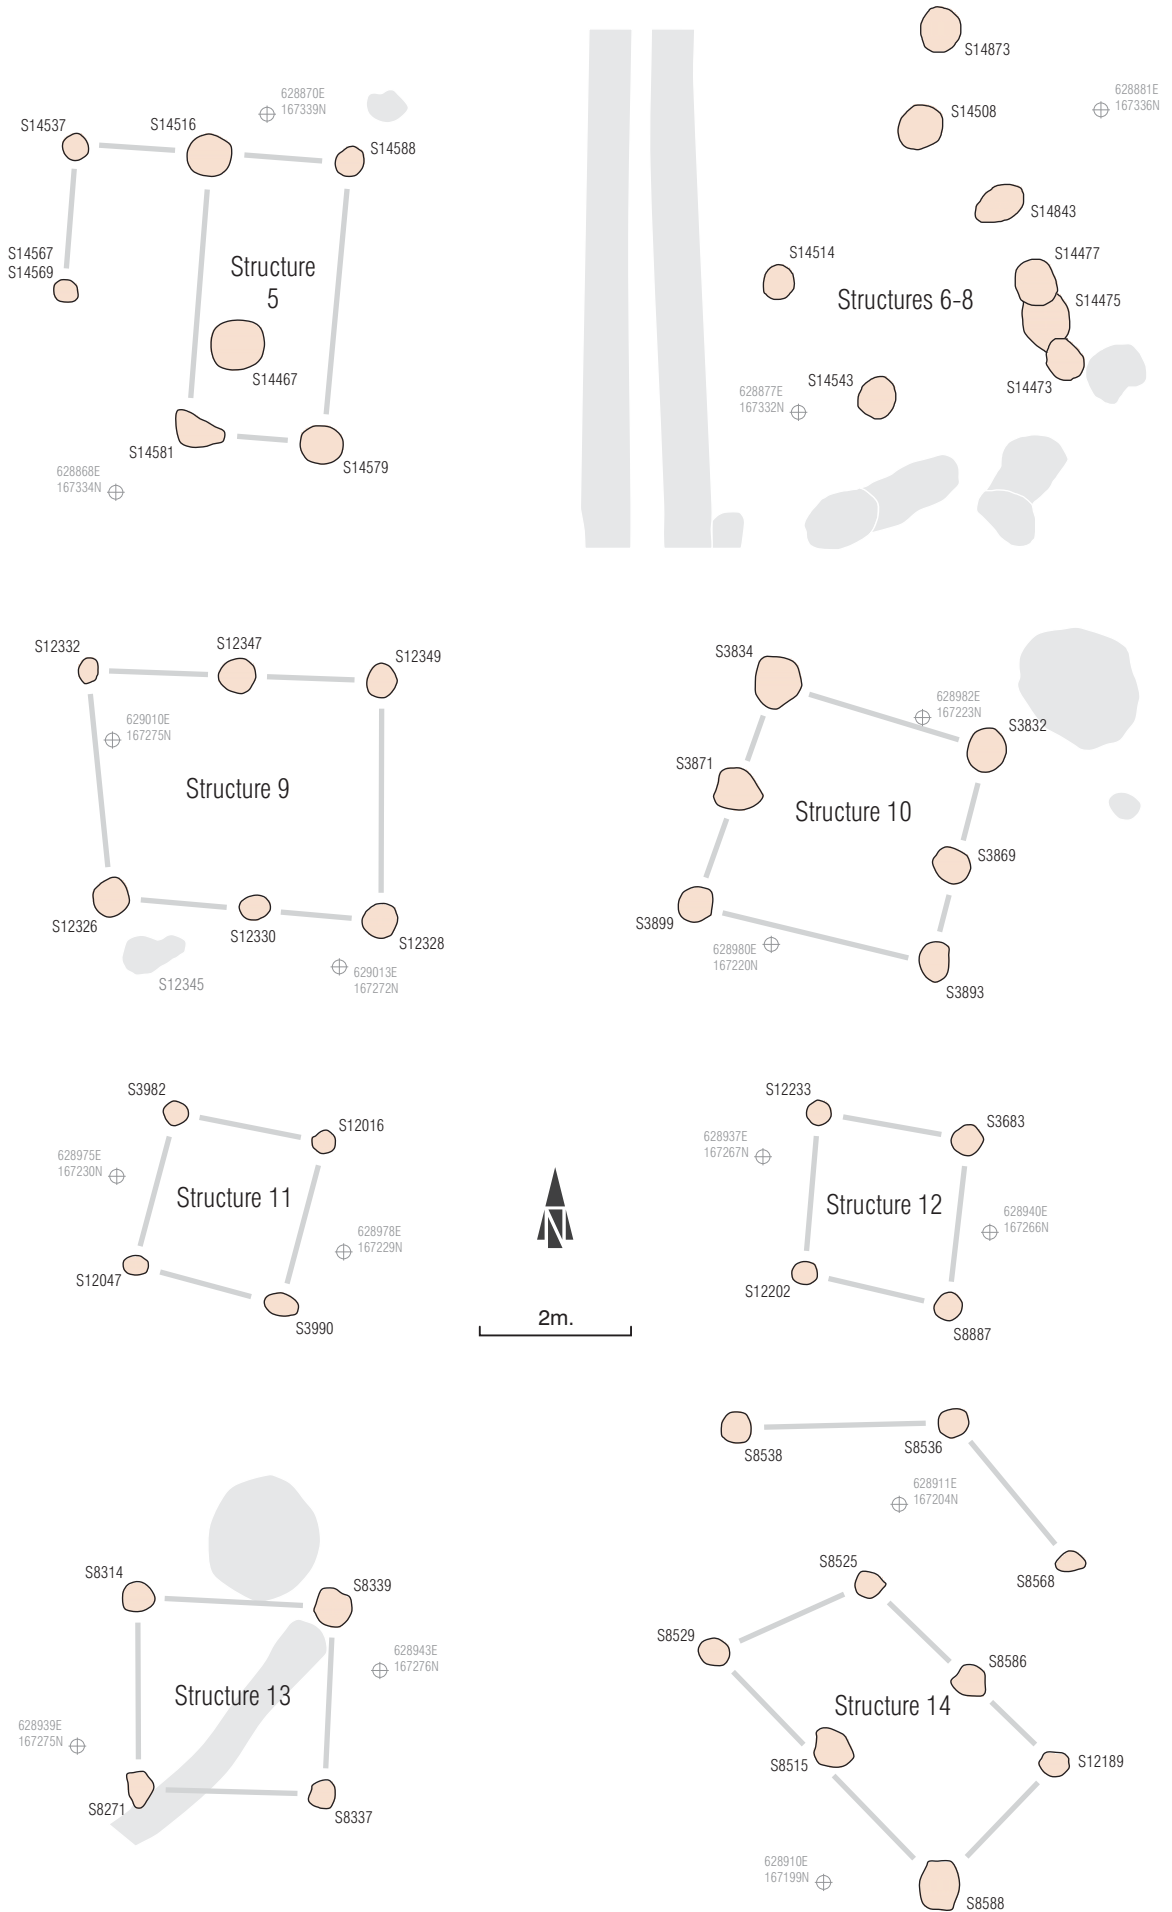 S14873
628870E
167339N
628881E
167336N
S14537
S14516
S14508
S14588
S14843
S14567
S14569
Structure
5
S14514
S14477
Structures 6-8
S14475
S14467
S14543
S14473
628877E
167332N
S14581
S14579
628868E
167334N
S12332
S12347
S12349
S3834
628982E
167223N
S3832
629010E
167275N
S3871
Structure 9
Structure 10
S3869
S12326
S12330
S12328
S12345
629013E
167272N
S3899
628980E
167220N
S3893
S3982
S12016
S12233
S3683
628975E
167230N
628937E
167267N
Structure 11
Structure 12
628978E
167229N
628940E
167266N
N
S12047
S3990
S12202
S8887
2m.
S8538
S8536
628911E
167204N
S8314
S8339
S8525
S8568
628943E
167276N
S8529
S8586
Structure 13
Structure 14
628939E
167275N
S8515
S12189
S8271
S8337
628910E
167199N
S8588